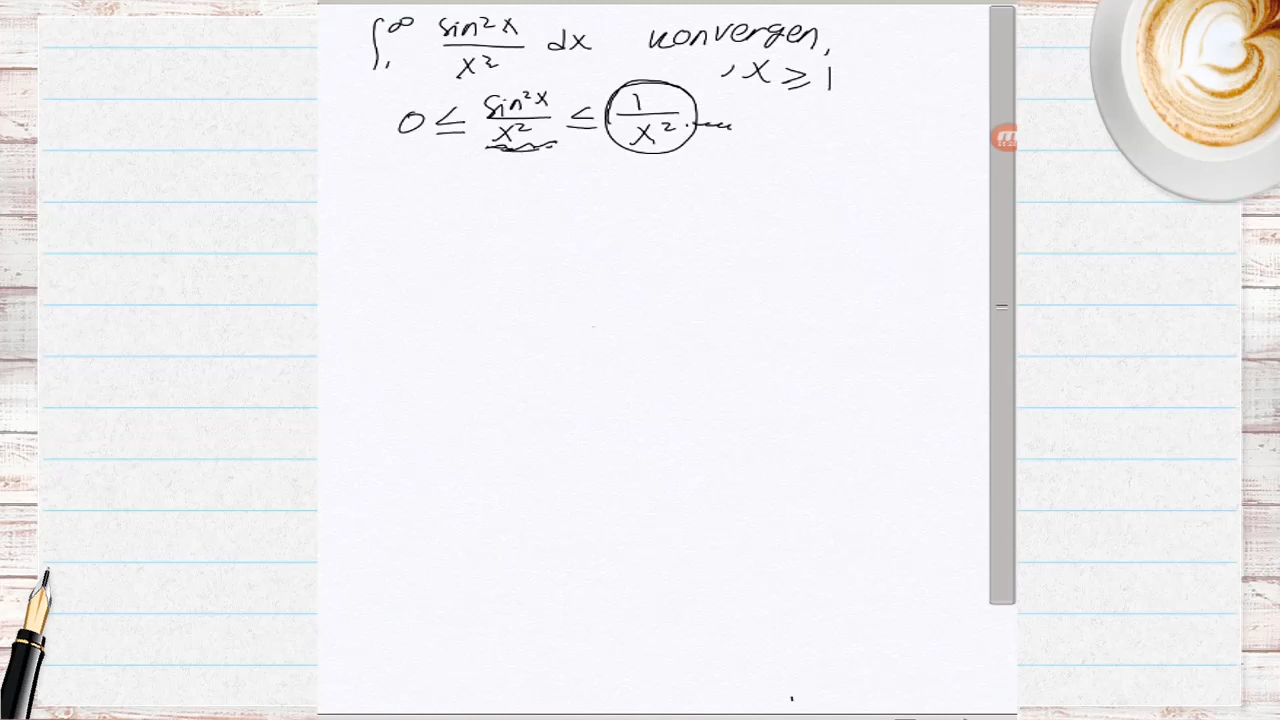 ∫₁^∞ sin²x/x² dx konvergen,
, x ≥ 1
0 ≤ sin²x/x² ≤ 1/x²